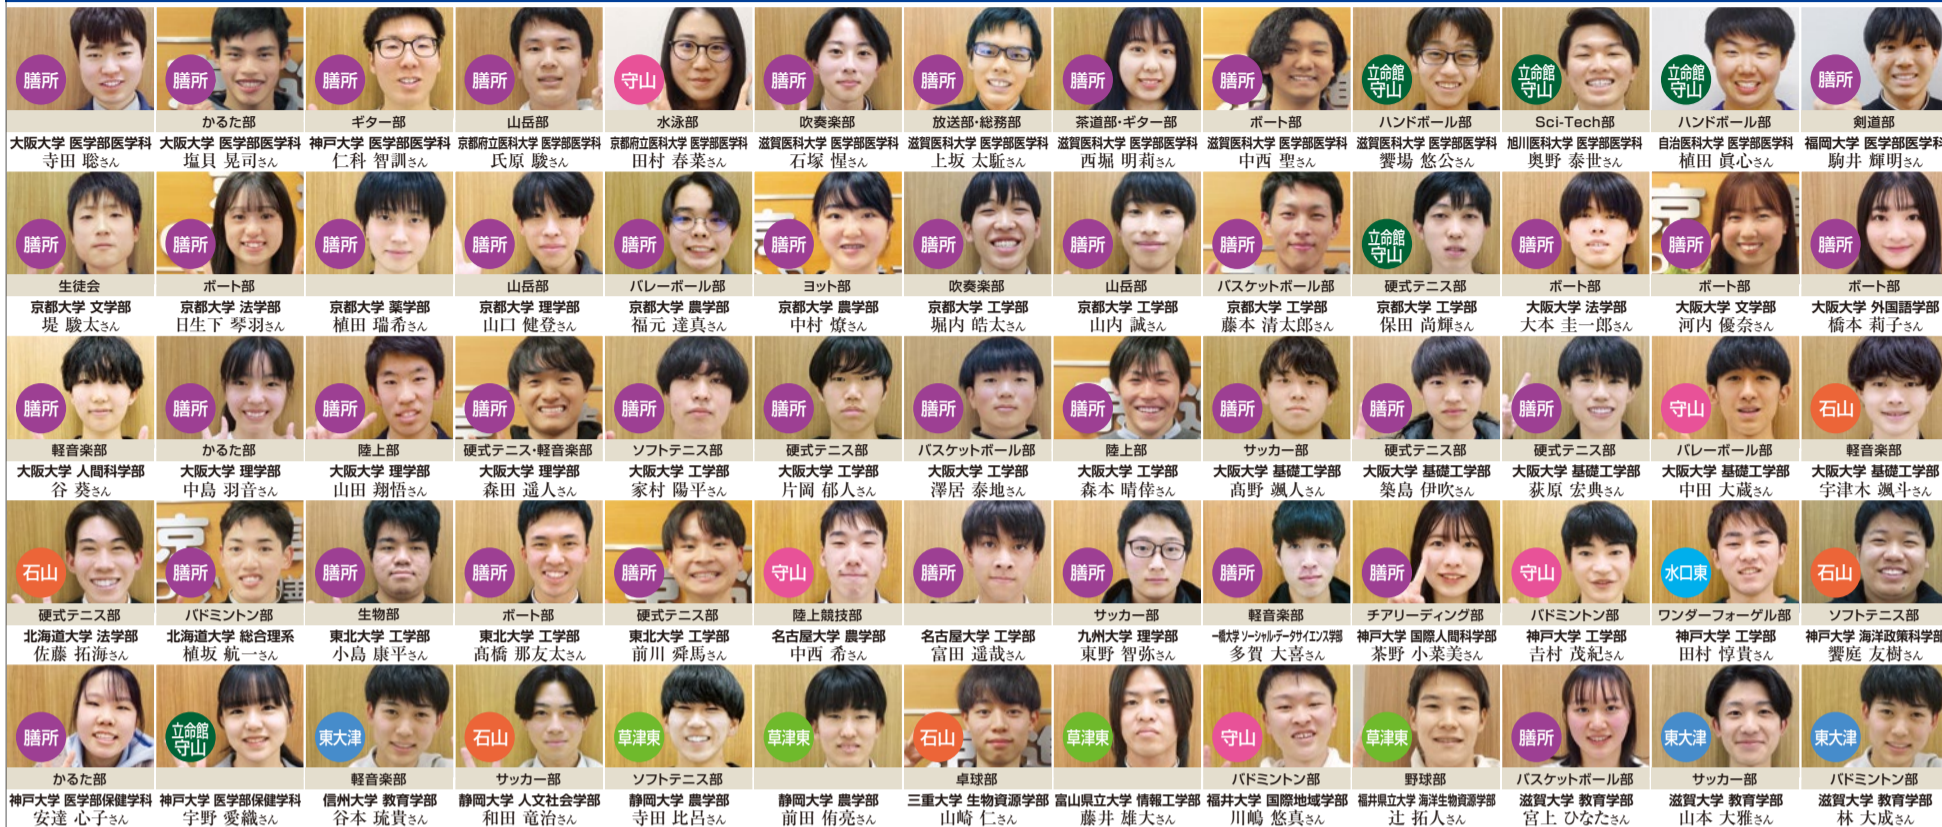 膳所 膳所 膳所 膳所 守山 膳所 膳所 膳所 膳所 立命館守山 立命館守山 立命館守山 膳所
かるた部 ギター部 山岳部 水泳部 吹奏楽部 放送部・総務部 茶道部・ギター部 ボート部 ハンドボール部 Sci-Tech部 ハンドボール部 剣道部
大阪大学 医学部医学科 大阪大学 医学部医学科 神戸大学 医学部医学科 京都府立医科大学 医学部医学科 京都府立医科大学 医学部医学科 滋賀医科大学 医学部医学科 滋賀医科大学 医学部医学科 滋賀医科大学 医学部医学科 滋賀医科大学 医学部医学科 滋賀医科大学 医学部医学科 旭川医科大学 医学部医学科 自治医科大学 医学部医学科 福岡大学 医学部医学科
寺田 聡さん 塩貝 晃司さん 仁科 智訓さん 氏原 駿さん 田村 春菜さん 石塚 惺さん 上坂 太駈さん 西堀 明莉さん 中西 聖さん 饗場 悠公さん 奥野 泰世さん 植田 眞心さん 駒井 輝明さん
膳所 膳所 膳所 膳所 膳所 膳所 膳所 膳所 膳所 立命館守山 膳所 膳所 膳所
生徒会 ボート部 山岳部 バレーボール部 ヨット部 吹奏楽部 山岳部 バスケットボール部 硬式テニス部 ボート部 ボート部 ボート部
京都大学 文学部 京都大学 法学部 京都大学 薬学部 京都大学 理学部 京都大学 農学部 京都大学 農学部 京都大学 工学部 京都大学 工学部 京都大学 工学部 京都大学 工学部 大阪大学 法学部 大阪大学 文学部 大阪大学 外国語学部
堤 駿太さん 日生下 琴羽さん 植田 瑞希さん 山口 健登さん 福元 達真さん 中村 燎さん 堀内 皓太さん 山内 誠さん 藤本 清太郎さん 保田 尚輝さん 大本 圭一郎さん 河内 優奈さん 橋本 莉子さん
膳所 膳所 膳所 膳所 膳所 膳所 膳所 膳所 膳所 膳所 膳所 守山 石山
軽音楽部 かるた部 陸上部 硬式テニス・軽音楽部 ソフトテニス部 硬式テニス部 バスケットボール部 陸上部 サッカー部 硬式テニス部 硬式テニス部 バレーボール部 軽音楽部
大阪大学 人間科学部 大阪大学 理学部 大阪大学 理学部 大阪大学 理学部 大阪大学 工学部 大阪大学 工学部 大阪大学 工学部 大阪大学 工学部 大阪大学 基礎工学部 大阪大学 基礎工学部 大阪大学 基礎工学部 大阪大学 基礎工学部 大阪大学 基礎工学部
谷 葵さん 中島 羽音さん 山田 翔悟さん 森田 遥人さん 家村 陽平さん 片岡 郁人さん 澤居 泰地さん 森本 晴倖さん 髙野 颯人さん 築島 伊吹さん 荻原 宏典さん 中田 大蔵さん 宇津木 颯斗さん
石山 膳所 膳所 膳所 膳所 守山 膳所 膳所 膳所 膳所 守山 水口東 石山
硬式テニス部 バドミントン部 生物部 ボート部 硬式テニス部 陸上競技部 サッカー部 軽音楽部 チアリーディング部 バドミントン部 ワンダーフォーゲル部 ソフトテニス部
北海道大学 法学部 北海道大学 総合理系 東北大学 工学部 東北大学 工学部 東北大学 工学部 名古屋大学 農学部 名古屋大学 工学部 九州大学 理学部 一橋大学 ソーシャル・データサイエンス学部 神戸大学 国際人間科学部 神戸大学 工学部 神戸大学 工学部 神戸大学 海洋政策科学部
佐藤 拓海さん 植坂 航一さん 小島 康平さん 髙橋 那友太さん 前川 舜馬さん 中西 希さん 富田 遥哉さん 東野 智弥さん 多賀 大喜さん 茶野 小菜美さん 吉村 茂紀さん 田村 惇貴さん 饗庭 友樹さん
膳所 立命館守山 東大津 石山 草津東 草津東 石山 草津東 守山 草津東 膳所 東大津 東大津
かるた部 軽音楽部 サッカー部 ソフトテニス部 卓球部 バドミントン部 野球部 バスケットボール部 サッカー部 バドミントン部
神戸大学 医学部保健学科 神戸大学 医学部保健学科 信州大学 教育学部 静岡大学 人文社会学部 静岡大学 農学部 静岡大学 農学部 三重大学 生物資源学部 富山県立大学 情報工学部 福井大学 国際地域学部 福井県立大学 海洋生物資源学部 滋賀大学 教育学部 滋賀大学 教育学部 滋賀大学 教育学部
安達 心子さん 宇野 愛織さん 谷本 琉貴さん 和田 竜治さん 寺田 比呂さん 前田 侑亮さん 山崎 仁さん 藤井 雄大さん 川嶋 悠真さん 辻 拓人さん 宮上 ひなたさん 山本 大雅さん 林 大成さん